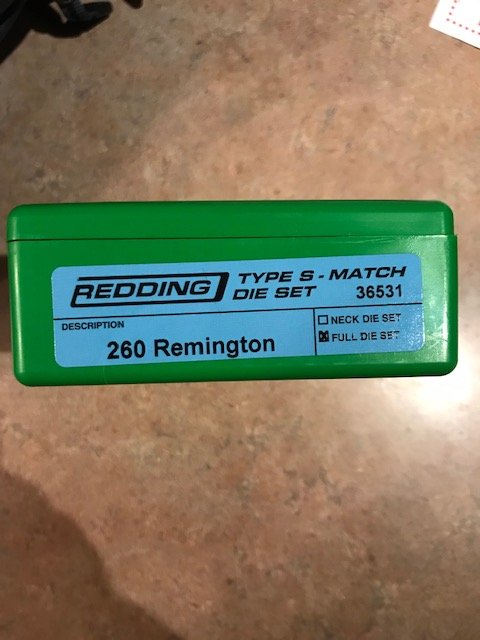 REDDING
TYPE S - MATCH
DIE SET 36531
DESCRIPTION
260 Remington
NECK DIE SET
FULL DIE SET